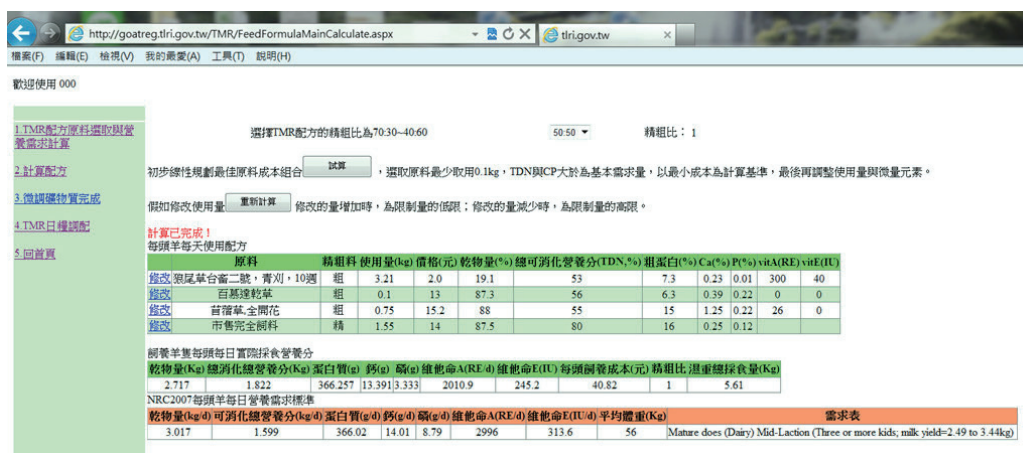 http://goatreg.tlri.gov.tw/TMR/FeedFormulaMainCalculate.aspx tlri.gov.tw
檔案(F) 編輯(E) 檢視(V) 我的最愛(A) 工具(T) 說明(H)
歡迎使用 000
1.TMR配方原料選取與營養需求計算
2.計算配方
3.微調礦物質完成
4.TMR日糧調配
5.回首頁
選擇TMR配方的精粗比為70:30~40:60 50:50 精粗比: 1
初步線性規劃最佳原料成本組合 試算 ,選取原料最少取用0.1kg,TDN與CP大於為基本需求量,以最小成本為計算基準,最後再調整使用量與微量元素。
假如修改使用量 重新計算 修改的量增加時,為限制量的低限;修改的量減少時,為限制量的高限。
計算已完成!
每頭羊每天使用配方
原料 精粗料 使用量(kg) 價格(元) 乾物量(%) 總可消化營養分(TDN,%) 粗蛋白(%) Ca(%) P(%) vitA(RE) vitE(IU)
修改 狼尾草台畜二號,青刈,10週 粗 3.21 2.0 19.1 53 7.3 0.23 0.01 300 40
修改 百慕達乾草 粗 0.1 13 87.3 56 6.3 0.39 0.22 0 0
修改 苜蓿草,全開花 粗 0.75 15.2 88 55 15 1.25 0.22 26 0
修改 市售完全飼料 精 1.55 14 87.5 80 16 0.25 0.12
飼養羊隻每頭每日實際採食營養分
乾物量(Kg) 總消化總營養分(Kg) 蛋白質(g) 鈣(g) 磷(g) 維他命A(RE/d) 維他命E(IU) 每頭飼養成本(元) 精粗比 溼重總採食量(Kg)
2.717 1.822 366.257 13.391 3.333 2010.9 245.2 40.82 1 5.61
NRC2007每頭羊每日營養需求標準
乾物量(kg/d) 可消化總營養分(kg/d) 蛋白質(g/d) 鈣(g/d) 磷(g/d) 維他命A(RE/d) 維他命E(IU/d) 平均體重(Kg) 需求表
3.017 1.599 366.02 14.01 8.79 2996 313.6 56 Mature does (Dairy) Mid-Laction (Three or more kids; milk yield=2.49 to 3.44kg)